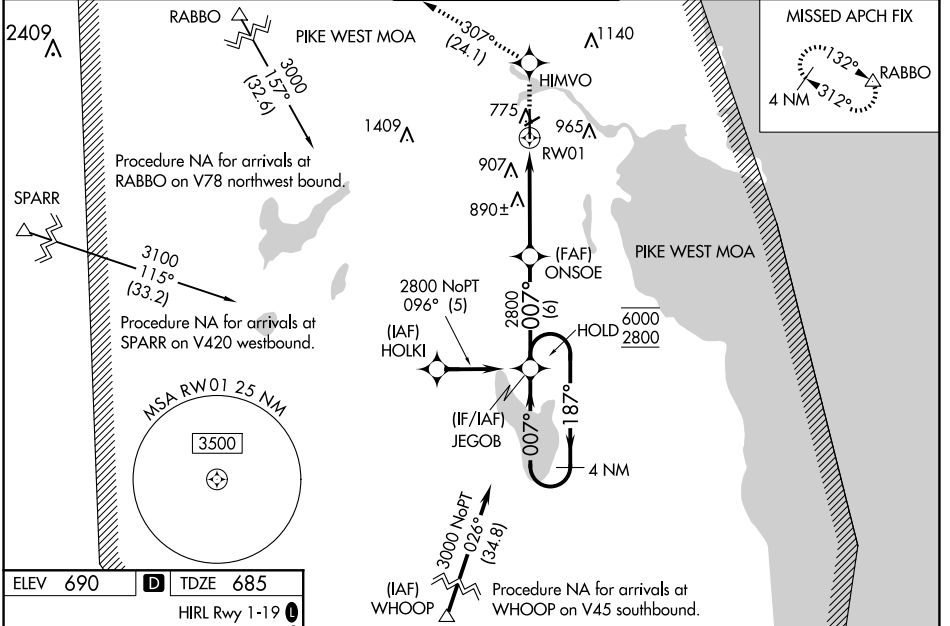 2409
RABBO
PIKE WEST MOA
3000
157°
(32.6)
307°
(24.1)
1140
HIMVO
MISSED APCH FIX
132°
RABBO
4 NM
312°
1409
775
965
RW01
907
890±
Procedure NA for arrivals at
RABBO on V78 northwest bound.
SPARR
3100
115°
(33.2)
Procedure NA for arrivals at
SPARR on V420 westbound.
(FAF)
ONSOE
PIKE WEST MOA
2800 NoPT
096° (5)
2800
007°
(6)
HOLD
6000
2800
(IAF)
HOLKI
(IF/IAF)
JEGOB
007°
187°
4 NM
MSA RW01 25 NM
3500
3000 NoPT
026°
(34.8)
(IAF)
WHOOP
Procedure NA for arrivals at
WHOOP on V45 southbound.
ELEV 690 D TDZE 685
HIRL Rwy 1-19 L